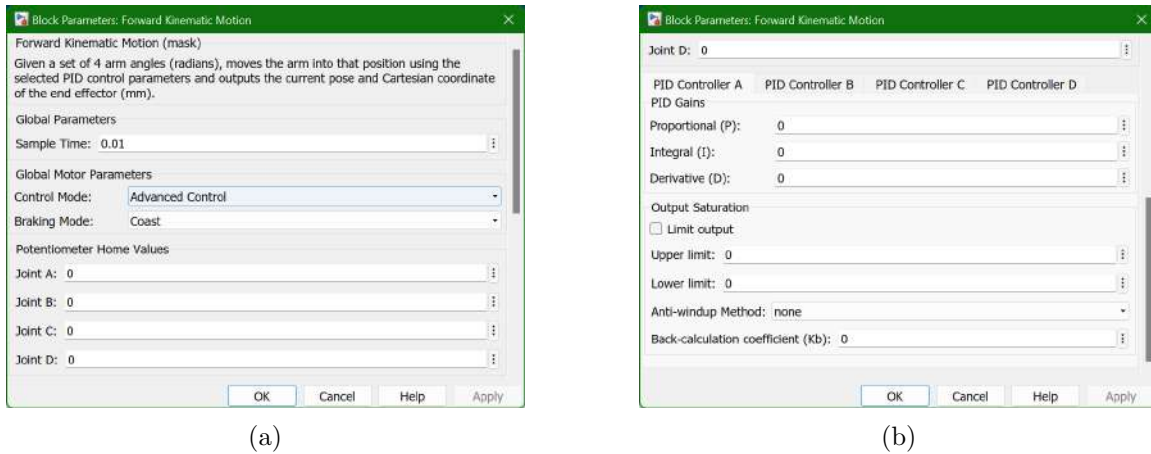 Block Parameters: Forward Kinematic Motion
Forward Kinematic Motion (mask)
Given a set of 4 arm angles (radians), moves the arm into that position using the
selected PID control parameters and outputs the current pose and Cartesian coordinate
of the end effector (mm).
Global Parameters
Sample Time: 0.01
Global Motor Parameters
Control Mode: Advanced Control
Braking Mode: Coast
Potentiometer Home Values
Joint A: 0
Joint B: 0
Joint C: 0
Joint D: 0
OK Cancel Help Apply
(a)
Block Parameters: Forward Kinematic Motion
Joint D: 0
PID Controller A PID Controller B PID Controller C PID Controller D
PID Gains
Proportional (P): 0
Integral (I): 0
Derivative (D): 0
Output Saturation
Limit output
Upper limit: 0
Lower limit: 0
Anti-windup Method: none
Back-calculation coefficient (Kb): 0
OK Cancel Help Apply
(b)